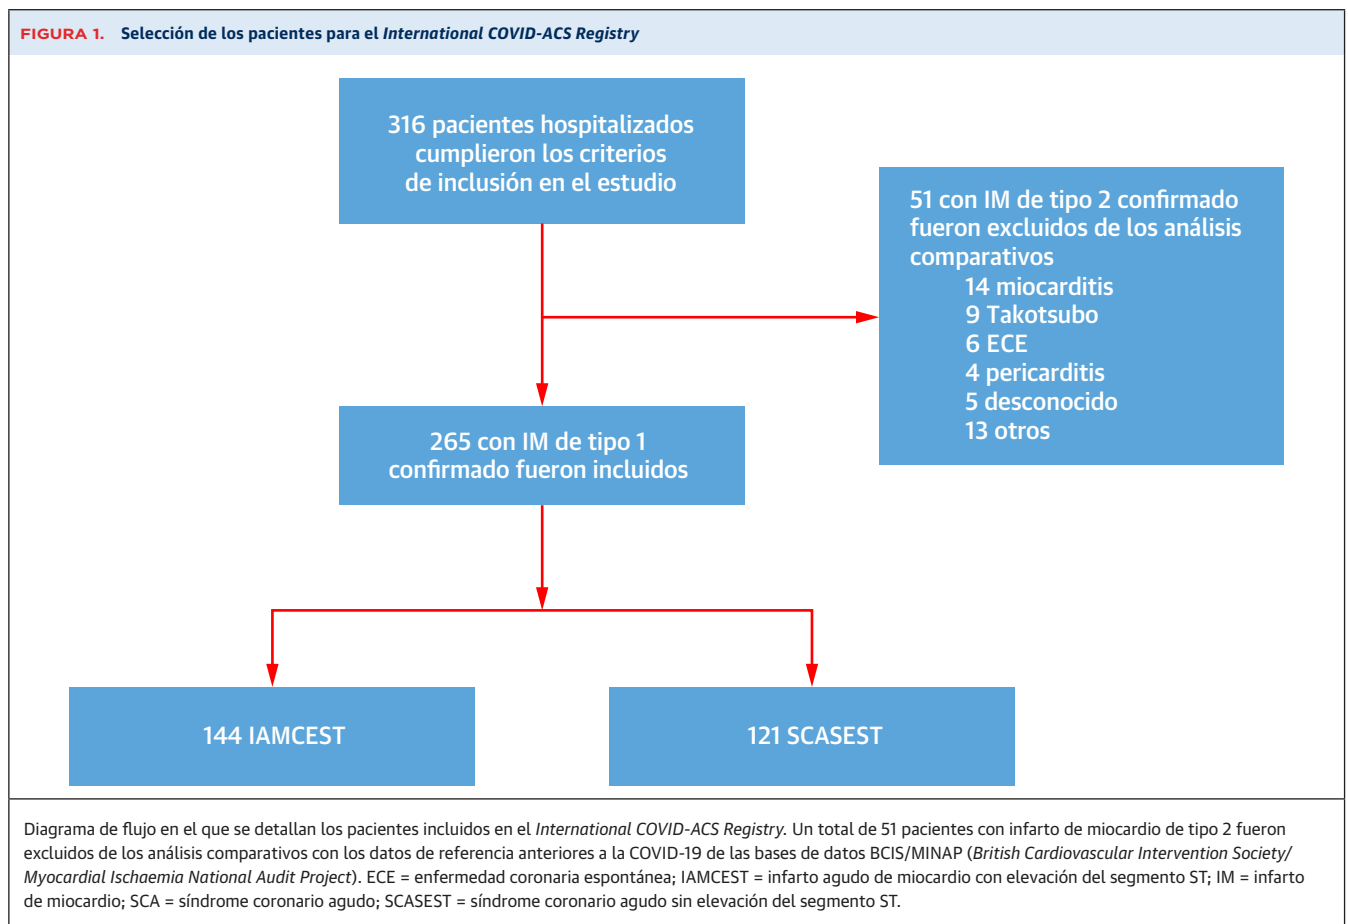 FIGURA 1. Selección de los pacientes para el International COVID-ACS Registry
316 pacientes hospitalizados
cumplieron los criterios
de inclusión en el estudio
51 con IM de tipo 2 confirmado
fueron excluidos de los análisis
comparativos
14 miocarditis
9 Takotsubo
6 ECE
4 pericarditis
5 desconocido
13 otros
265 con IM de tipo 1
confirmado fueron incluidos
144 IAMCEST
121 SCASEST
Diagrama de flujo en el que se detallan los pacientes incluidos en el International COVID-ACS Registry. Un total de 51 pacientes con infarto de miocardio de tipo 2 fueron
excluidos de los análisis comparativos con los datos de referencia anteriores a la COVID-19 de las bases de datos BCIS/MINAP (British Cardiovascular Intervention Society/
Myocardial Ischaemia National Audit Project). ECE = enfermedad coronaria espontánea; IAMCEST = infarto agudo de miocardio con elevación del segmento ST; IM = infarto
de miocardio; SCA = síndrome coronario agudo; SCASEST = síndrome coronario agudo sin elevación del segmento ST.